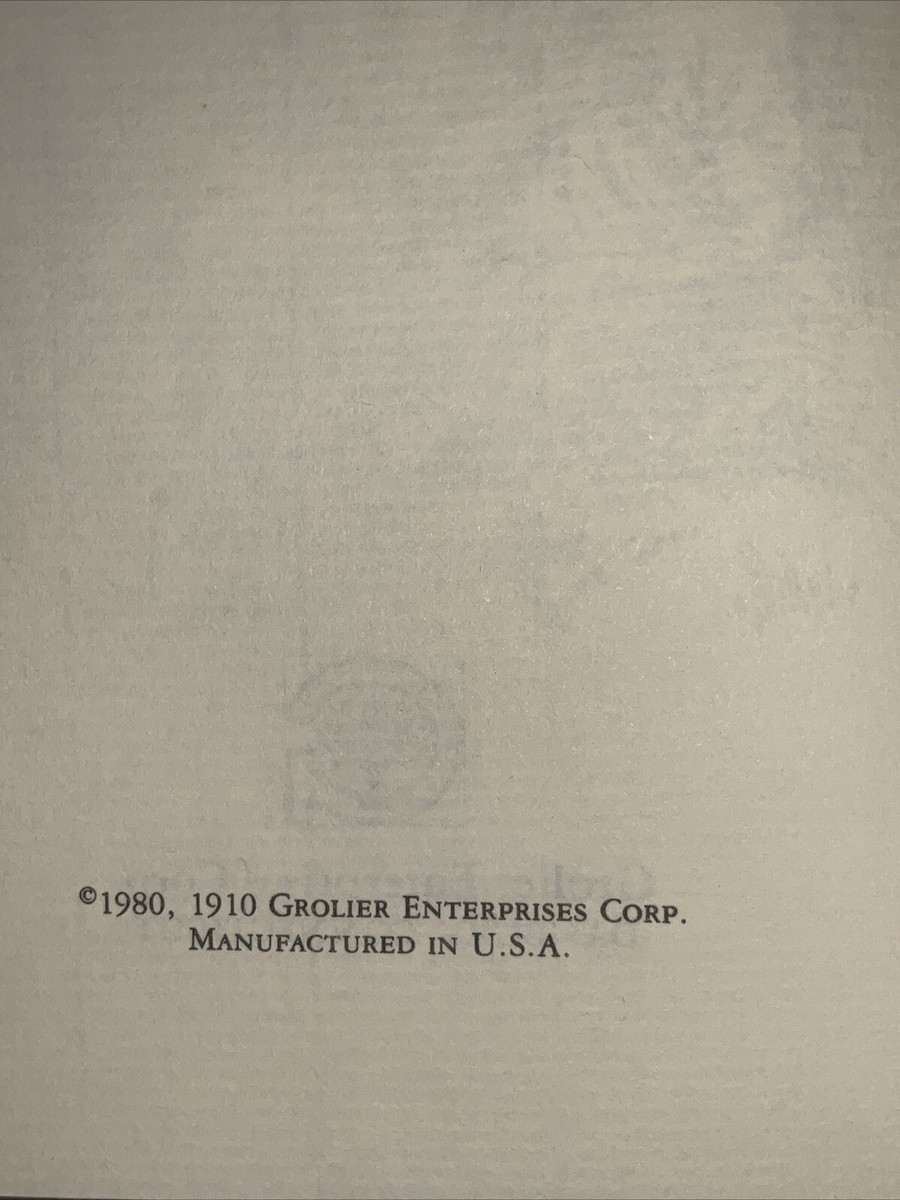 ©1980, 1910 GROLIER ENTERPRISES CORP.
MANUFACTURED IN U.S.A.